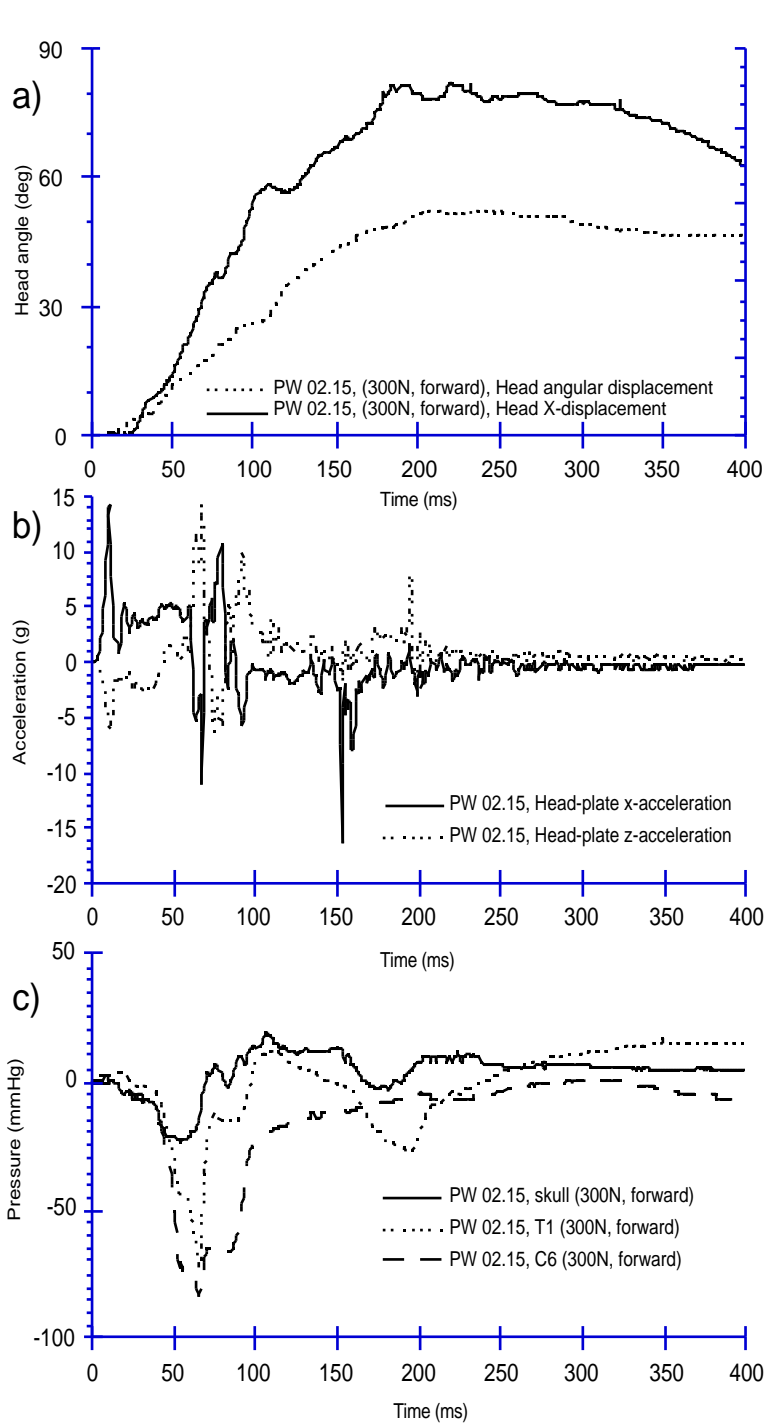 90
a)
60
Head angle (deg)
30
PW 02.15, (300N, forward), Head angular displacement
PW 02.15, (300N, forward), Head X-displacement
0
0 50 100 150 200 250 300 350 400
Time (ms)
15
b)
10
5
0
Acceleration (g)
-5
-10
PW 02.15, Head-plate x-acceleration
-15
PW 02.15, Head-plate z-acceleration
-20
0 50 100 150 200 250 300 350 400
Time (ms)
50
c)
0
Pressure (mmHg)
-50
PW 02.15, skull (300N, forward)
PW 02.15, T1 (300N, forward)
PW 02.15, C6 (300N, forward)
-100
0 50 100 150 200 250 300 350 400
Time (ms)